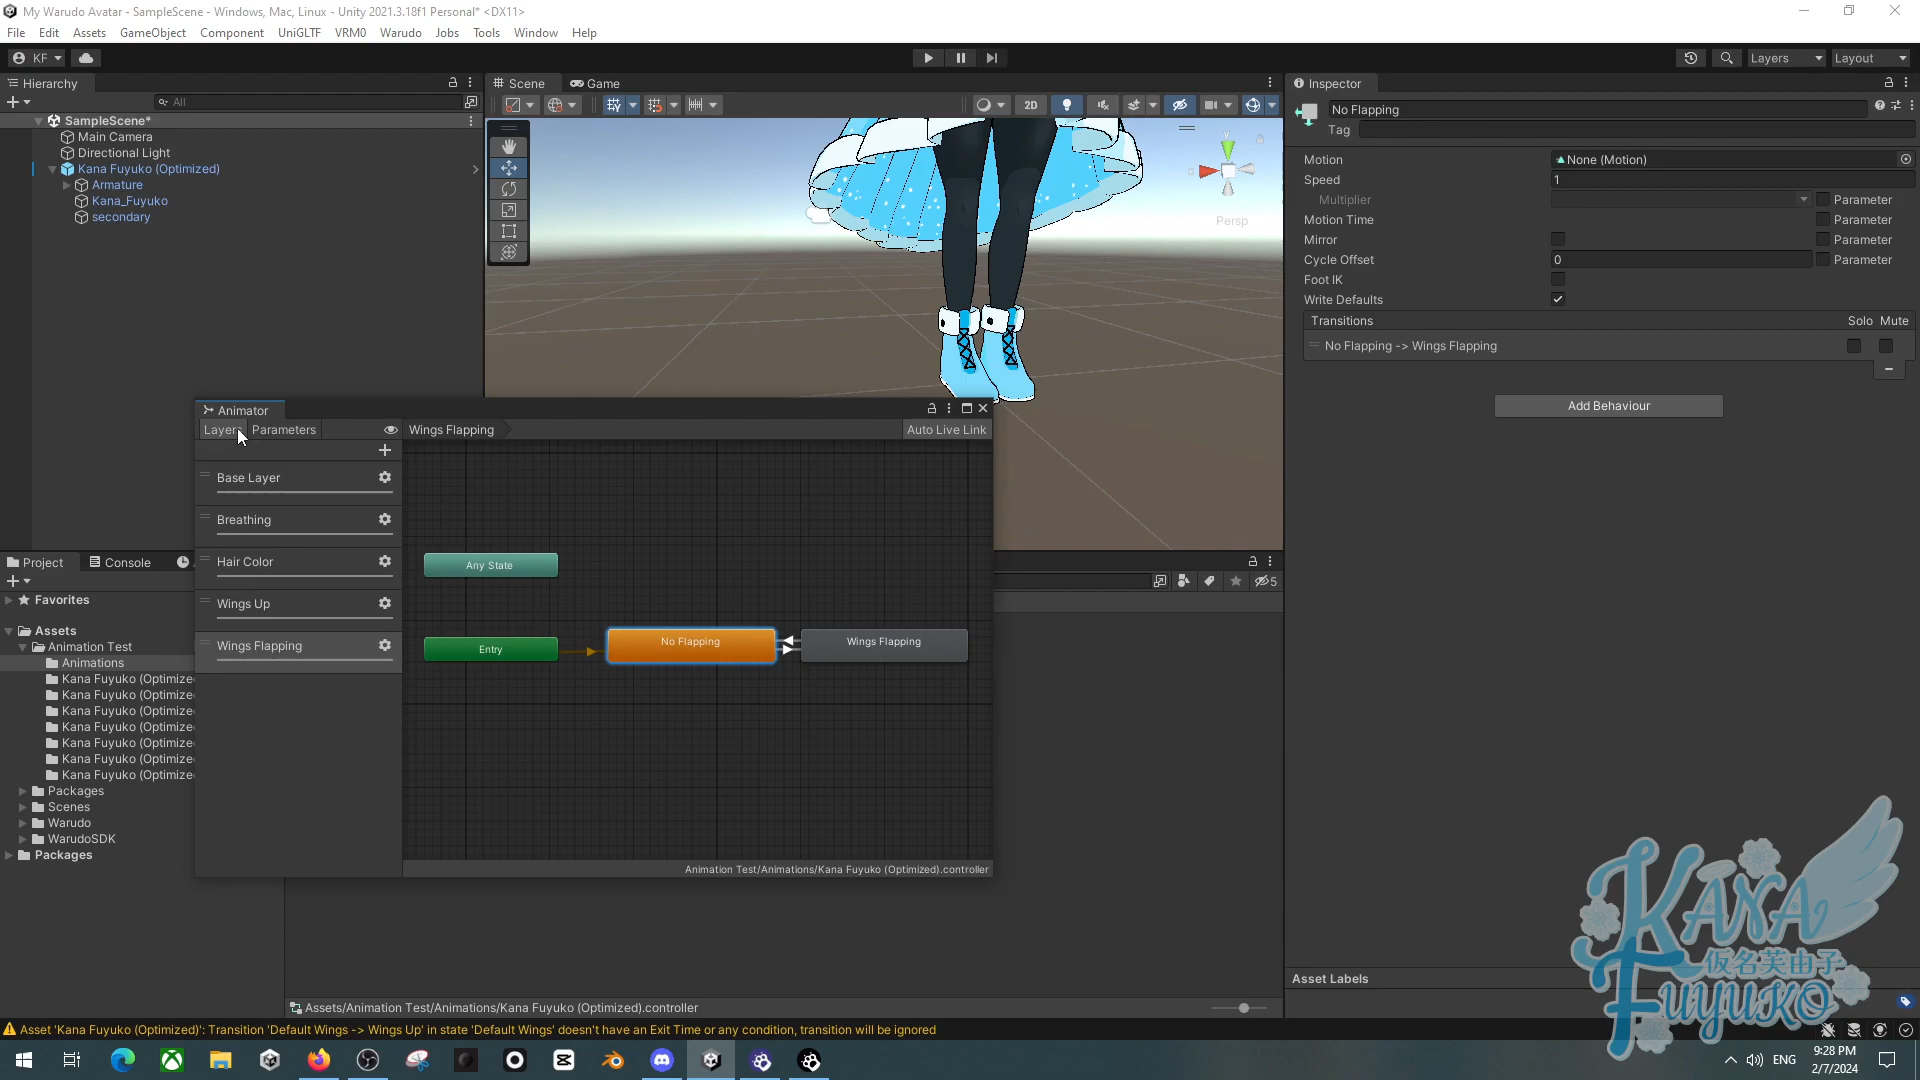 My Warudo Avatar - SampleScene - Windows, Mac, Linux - Unity 2021.3.18f1 Personal* <DX11>
File Edit Assets GameObject Component UniGLTF VRM0 Warudo Jobs Tools Window Help
KF
Layers Layout
Hierarchy
All
SampleScene*
Main Camera
Directional Light
Kana Fuyuko (Optimized)
Armature
Kana_Fuyuko
secondary
Scene Game
2D
Y
Persp
Inspector
No Flapping
Tag
Motion None (Motion)
Speed 1
Multiplier Parameter
Motion Time Parameter
Mirror Parameter
Cycle Offset 0 Parameter
Foot IK
Write Defaults
Transitions Solo Mute
No Flapping -> Wings Flapping
Add Behaviour
Animator
Layers Parameters
Wings Flapping Auto Live Link
Base Layer
Breathing
Hair Color
Wings Up
Wings Flapping
Any State
Entry
No Flapping
Wings Flapping
Animation Test/Animations/Kana Fuyuko (Optimized).controller
Project Console
5
Favorites
Assets
Animation Test
Animations
Kana Fuyuko (Optimize
Kana Fuyuko (Optimize
Kana Fuyuko (Optimize
Kana Fuyuko (Optimize
Kana Fuyuko (Optimize
Kana Fuyuko (Optimize
Kana Fuyuko (Optimize
Packages
Scenes
Warudo
WarudoSDK
Packages
Assets/Animation Test/Animations/Kana Fuyuko (Optimized).controller
Asset Labels
KANA
仮名芙由子
FUYUKO
Asset 'Kana Fuyuko (Optimized)': Transition 'Default Wings -> Wings Up' in state 'Default Wings' doesn't have an Exit Time or any condition, transition will be ignored
ENG
9:28 PM
2/7/2024